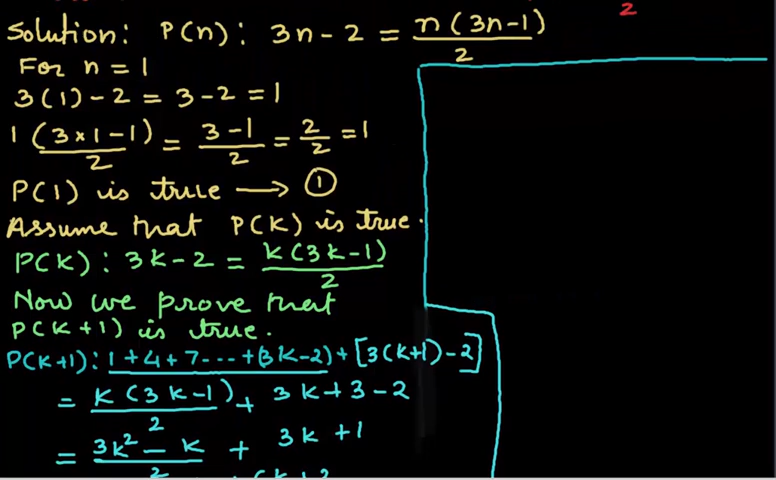 2
Solution: P(n): 3n - 2 = n(3n-1)/2
For n = 1
3(1)-2 = 3-2 = 1
1(3×1-1)/2 = 3-1/2 = 2/2 = 1
P(1) is true → ①
Assume that P(K) is true.
P(K): 3K-2 = K(3K-1)/2
Now we prove that
P(K+1) is true.
P(K+1): 1+4+7----+(3K-2)+[3(K+1)-2]
= K(3K-1)/2 + 3K+3-2
= 3K²-K/2 + 3K+1